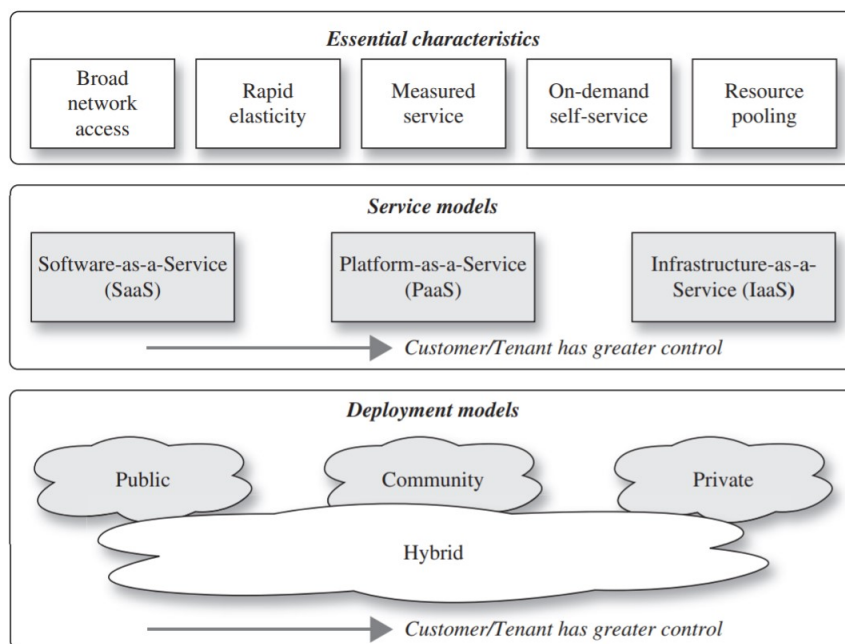 Essential characteristics
Broad
network
access
Rapid
elasticity
Measured
service
On-demand
self-service
Resource
pooling
Service models
Software-as-a-Service
(SaaS)
Platform-as-a-Service
(PaaS)
Infrastructure-as-a-
Service (IaaS)
Customer/Tenant has greater control
Deployment models
Public
Community
Private
Hybrid
Customer/Tenant has greater control